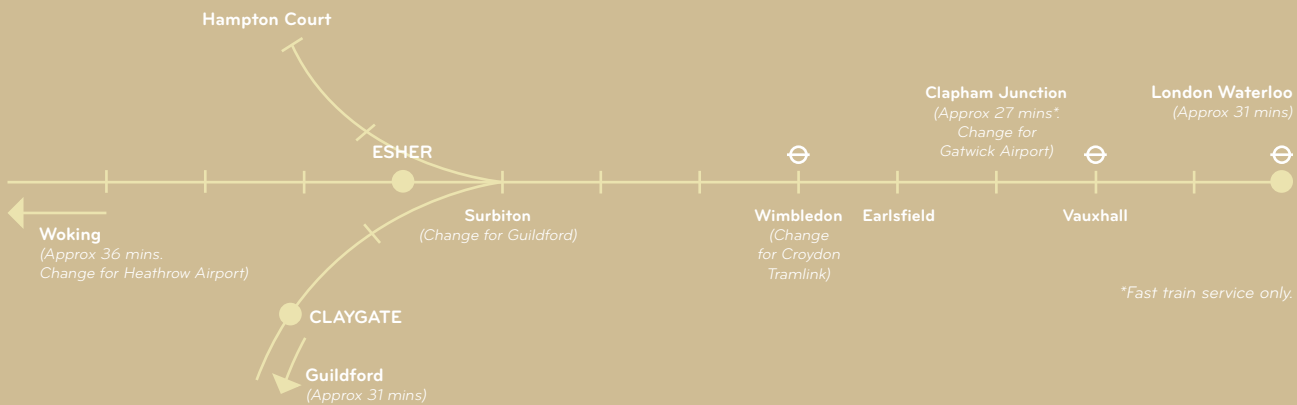 Hampton Court
Clapham Junction
(Approx 27 mins*.
Change for
Gatwick Airport)
London Waterloo
(Approx 31 mins)
ESHER
Surbiton
(Change for Guildford)
Wimbledon
(Change
for Croydon
Tramlink)
Earlsfield
Vauxhall
Woking
(Approx 36 mins.
Change for Heathrow Airport)
*Fast train service only.
CLAYGATE
Guildford
(Approx 31 mins)